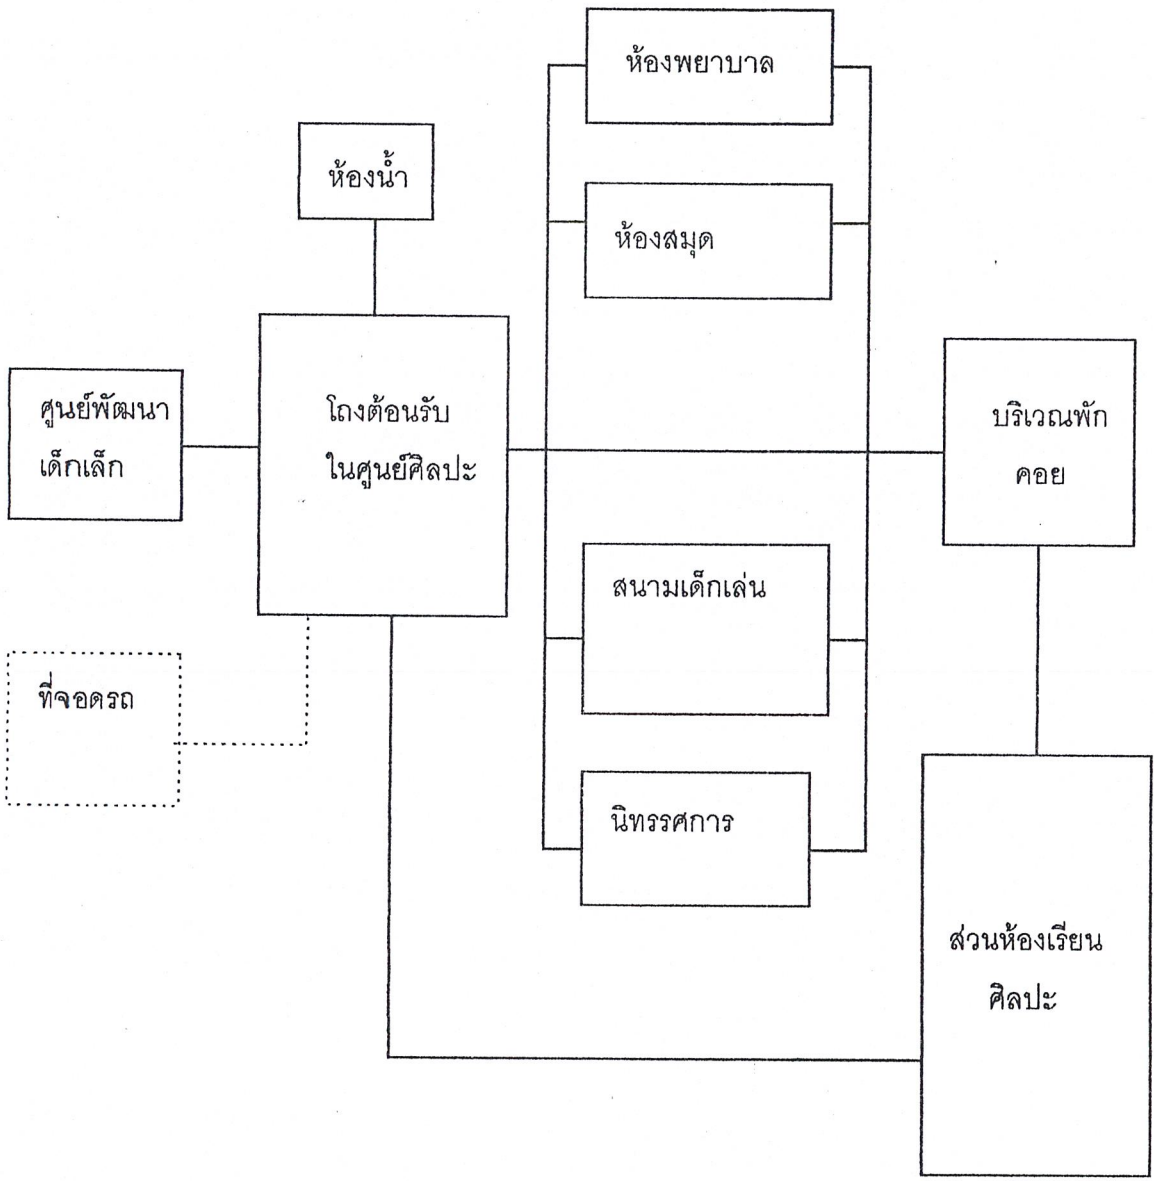 ห้องพยาบาล
ห้องน้ำ
ห้องสมุด
ศูนย์พัฒนา
เด็กเล็ก
โถงต้อนรับ
ในศูนย์ศิลปะ
บริเวณพัก
คอย
สนามเด็กเล่น
ที่จอดรถ
นิทรรศการ
ส่วนห้องเรียน
ศิลปะ